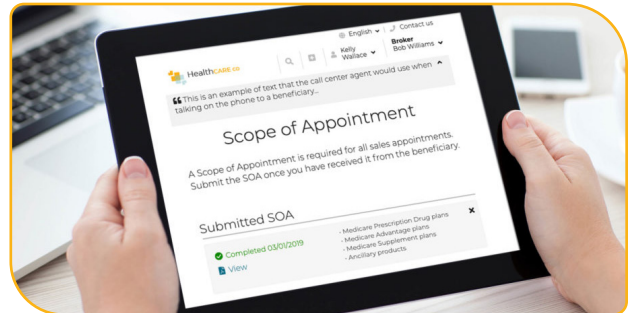 English
Contact us
HealthCARE.co
Kelly
Wallace
Broker
Bob Williams
❝This is an example of text that the call center agent would use when
talking on the phone to a beneficiary...
Scope of Appointment
A Scope of Appointment is required for all sales appointments.
Submit the SOA once you have received it from the beneficiary.
Submitted SOA
Completed 03/01/2019
View
- Medicare Prescription Drug plans
- Medicare Advantage plans
- Medicare Supplement plans
- Ancillary products